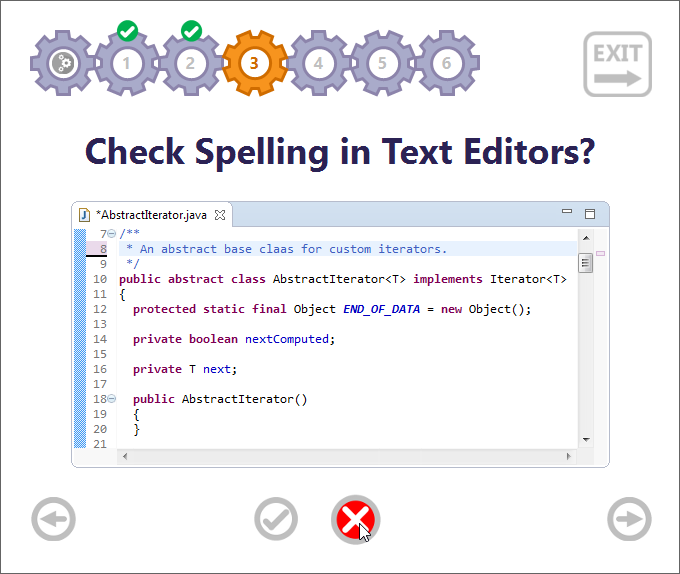 1 2 3 4 5 6
EXIT
Check Spelling in Text Editors?
*AbstractIterator.java
7 /**
8 * An abstract base claas for custom iterators.
9 */
10 public abstract class AbstractIterator<T> implements Iterator<T>
11 {
12 protected static final Object END_OF_DATA = new Object();
13
14 private boolean nextComputed;
15
16 private T next;
17
18 public AbstractIterator()
19 {
20 }
21